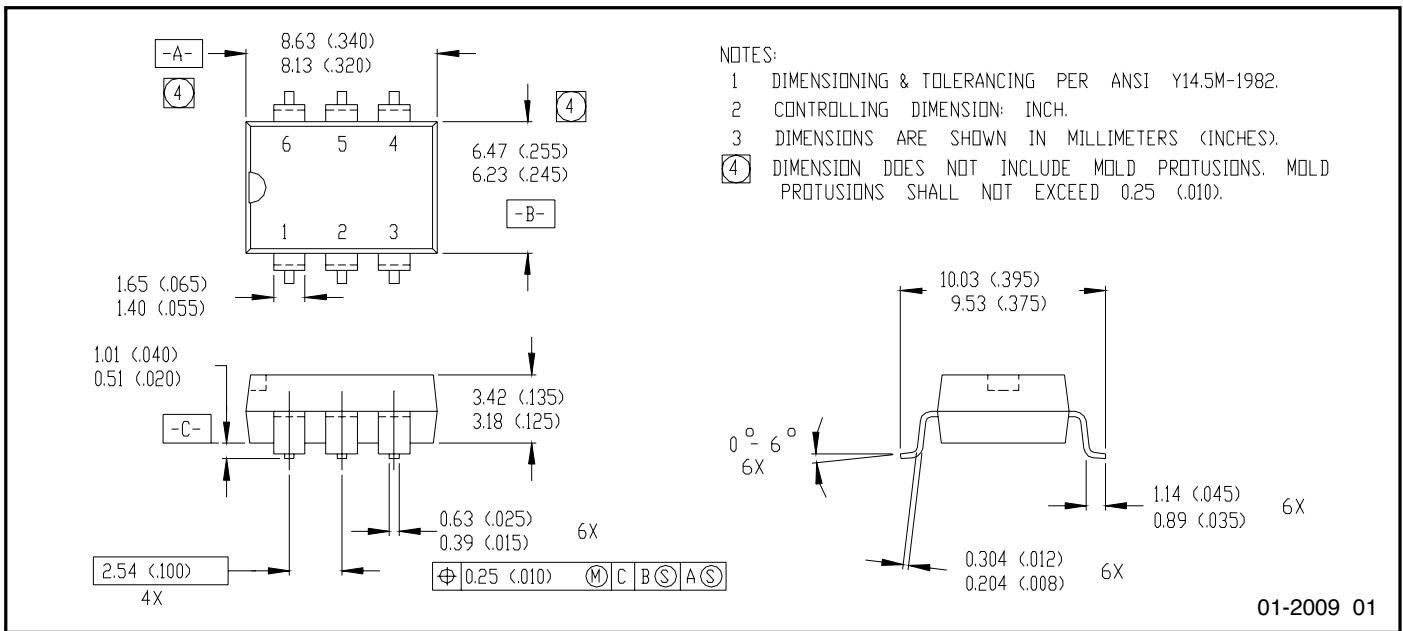 -A-
8.63 (.340)
8.13 (.320)
4
4
6 5 4
6.47 (.255)
6.23 (.245)
-B-
1 2 3
1.65 (.065)
1.40 (.055)
NOTES:
1 DIMENSIONING & TOLERANCING PER ANSI Y14.5M-1982.
2 CONTROLLING DIMENSION: INCH.
3 DIMENSIONS ARE SHOWN IN MILLIMETERS (INCHES).
4 DIMENSION DOES NOT INCLUDE MOLD PROTUSIONS. MOLD
PROTUSIONS SHALL NOT EXCEED 0.25 (.010).
1.01 (.040)
0.51 (.020)
-C-
3.42 (.135)
3.18 (.125)
0.63 (.025)
0.39 (.015)
6X
2.54 (.100)
4X
⌖ 0.25 (.010) Ⓜ C B Ⓢ A Ⓢ
10.03 (.395)
9.53 (.375)
0° - 6°
6X
1.14 (.045)
0.89 (.035)
6X
0.304 (.012)
0.204 (.008)
6X
01-2009 01